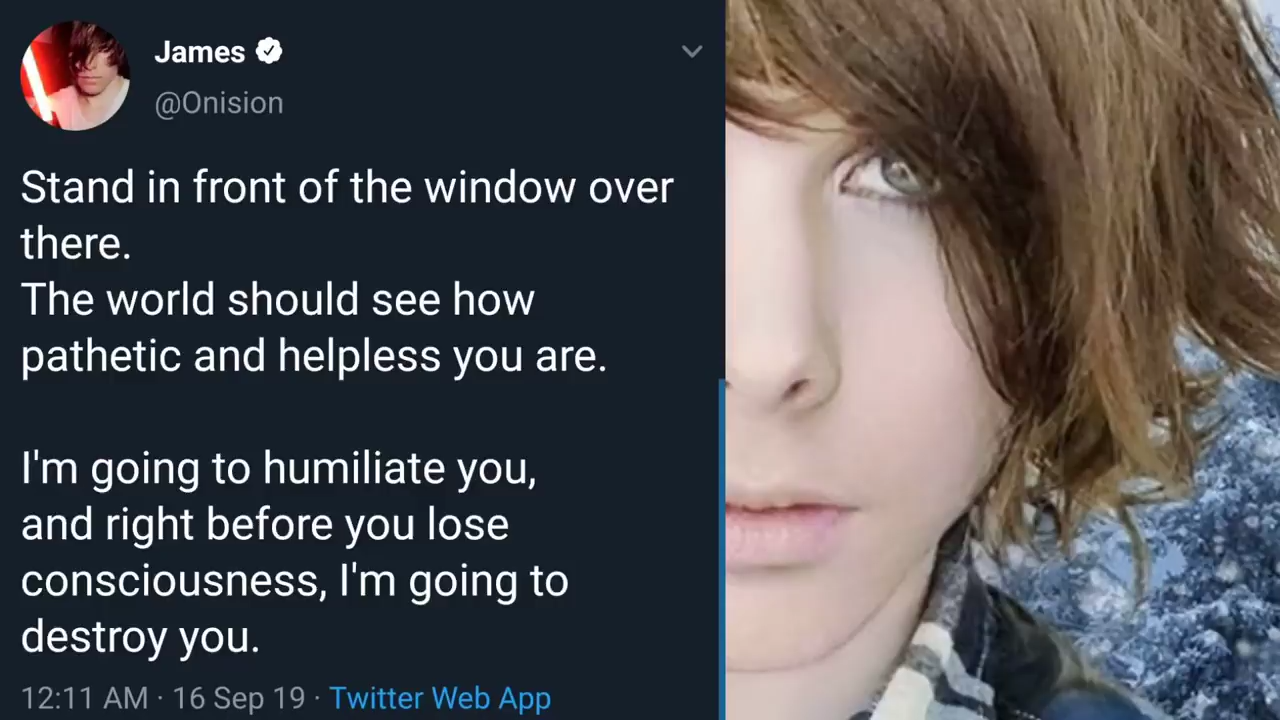 James
@Onision
Stand in front of the window over
there.
The world should see how
pathetic and helpless you are.
I'm going to humiliate you,
and right before you lose
consciousness, I'm going to
destroy you.
12:11 AM · 16 Sep 19 · Twitter Web App